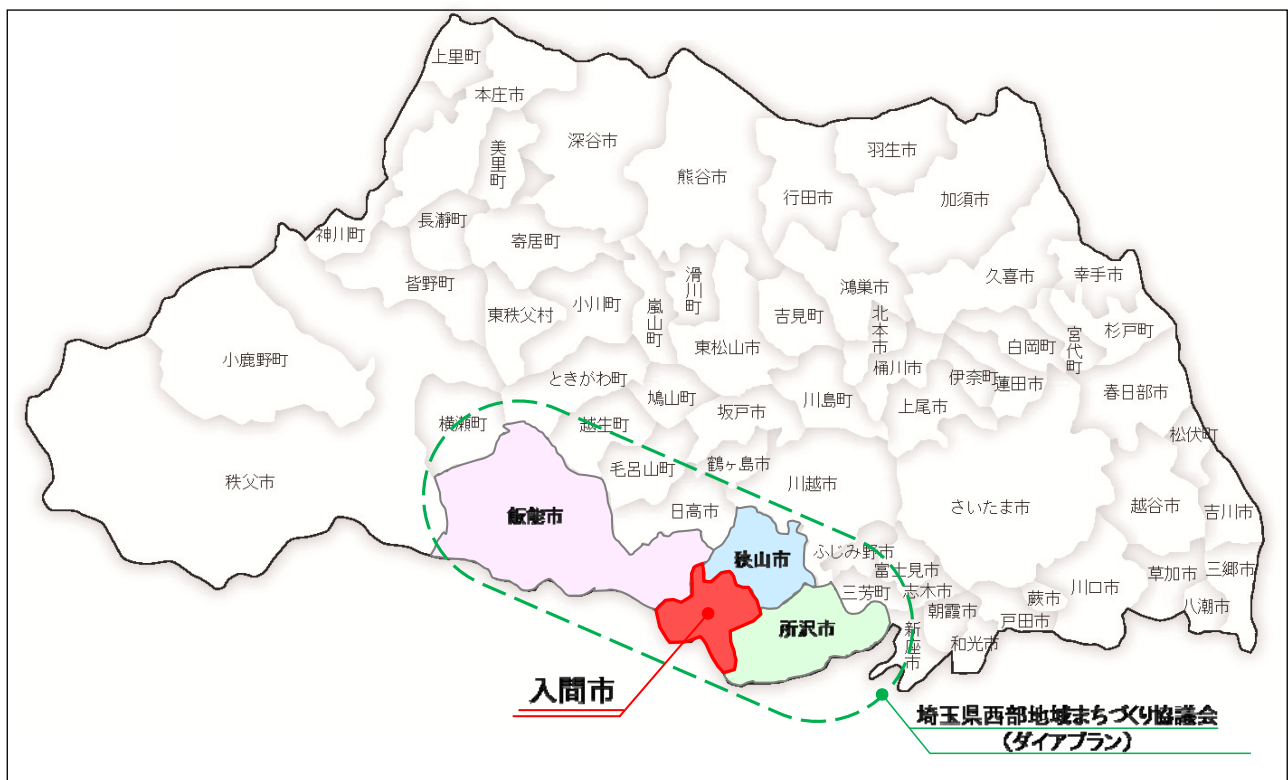 上里町
本庄市
美里町
深谷市
熊谷市
羽生市
行田市
加須市
神川町
長瀞町
寄居町
皆野町
東秩父村
小川町
嵐山町
滑川町
吉見町
鴻巣市
北本市
久喜市
幸手市
小鹿野町
東松山市
桶川市
白岡町
宮代町
杉戸町
伊奈町
蓮田市
ときがわ町
鳩山町
坂戸市
川島町
上尾市
春日部市
横瀬町
越生町
松伏町
秩父市
毛呂山町
鶴ヶ島市
川越市
さいたま市
越谷市
吉川市
飯能市
日高市
狭山市
ふじみ野市
富士見市
三芳町
志木市
朝霞市
新座市
和光市
戸田市
蕨市
川口市
草加市
三郷市
八潮市
所沢市
入間市
埼玉県西部地域まちづくり協議会
(ダイアプラン)